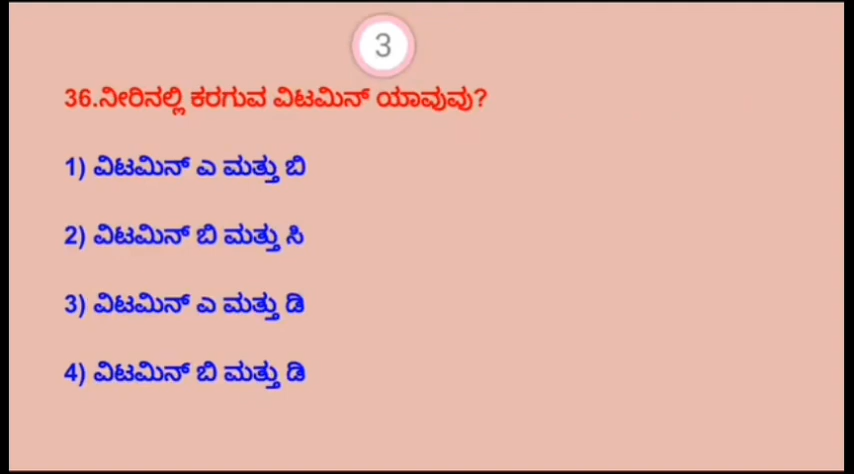 3
36.ನೀರಿನಲ್ಲಿ ಕರಗುವ ವಿಟಮಿನ್ ಯಾವುವು?
1) ವಿಟಮಿನ್ ಎ ಮತ್ತು ಬಿ
2) ವಿಟಮಿನ್ ಬಿ ಮತ್ತು ಸಿ
3) ವಿಟಮಿನ್ ಎ ಮತ್ತು ಡಿ
4) ವಿಟಮಿನ್ ಬಿ ಮತ್ತು ಡಿ